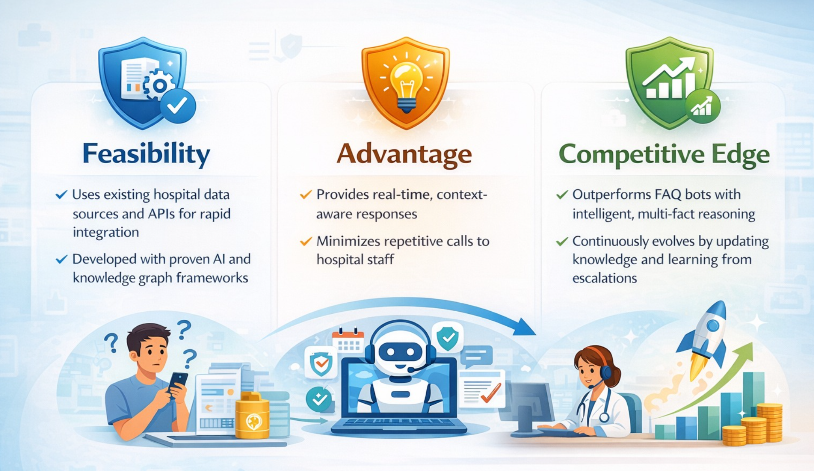 Feasibility
Uses existing hospital data
sources and APIs for rapid
integration
Developed with proven AI and
knowledge graph frameworks
Advantage
Provides real-time, context-
aware responses
Minimizes repetitive calls to
hospital staff
Competitive Edge
Outperforms FAQ bots with
intelligent, multi-fact reasoning
Continuously evolves by updating
knowledge and learning from
escalations
? ? ? ?